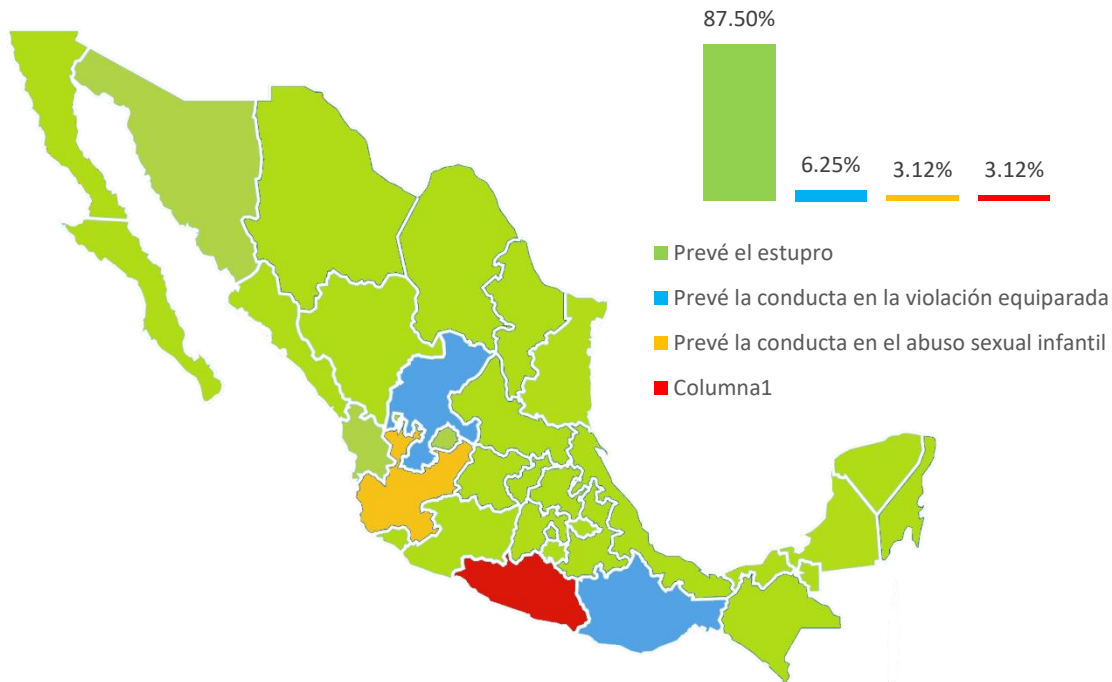 87.50%
6.25%
3.12%
3.12%
Prevé el estupro
Prevé la conducta en la violación equiparada
Prevé la conducta en el abuso sexual infantil
Columna1